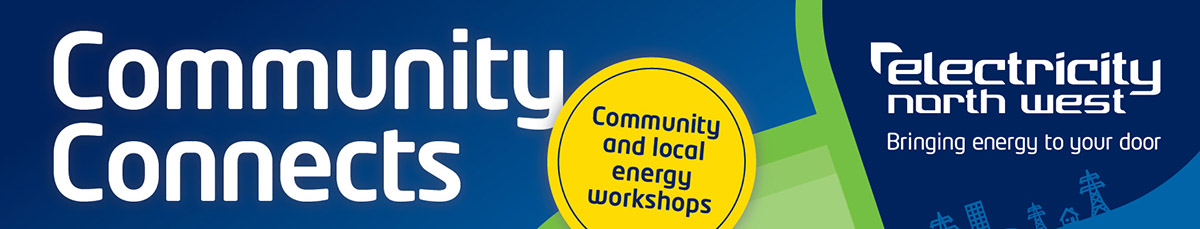 Community
Connects
Community
and local
energy
workshops
electricity
north west
Bringing energy to your door